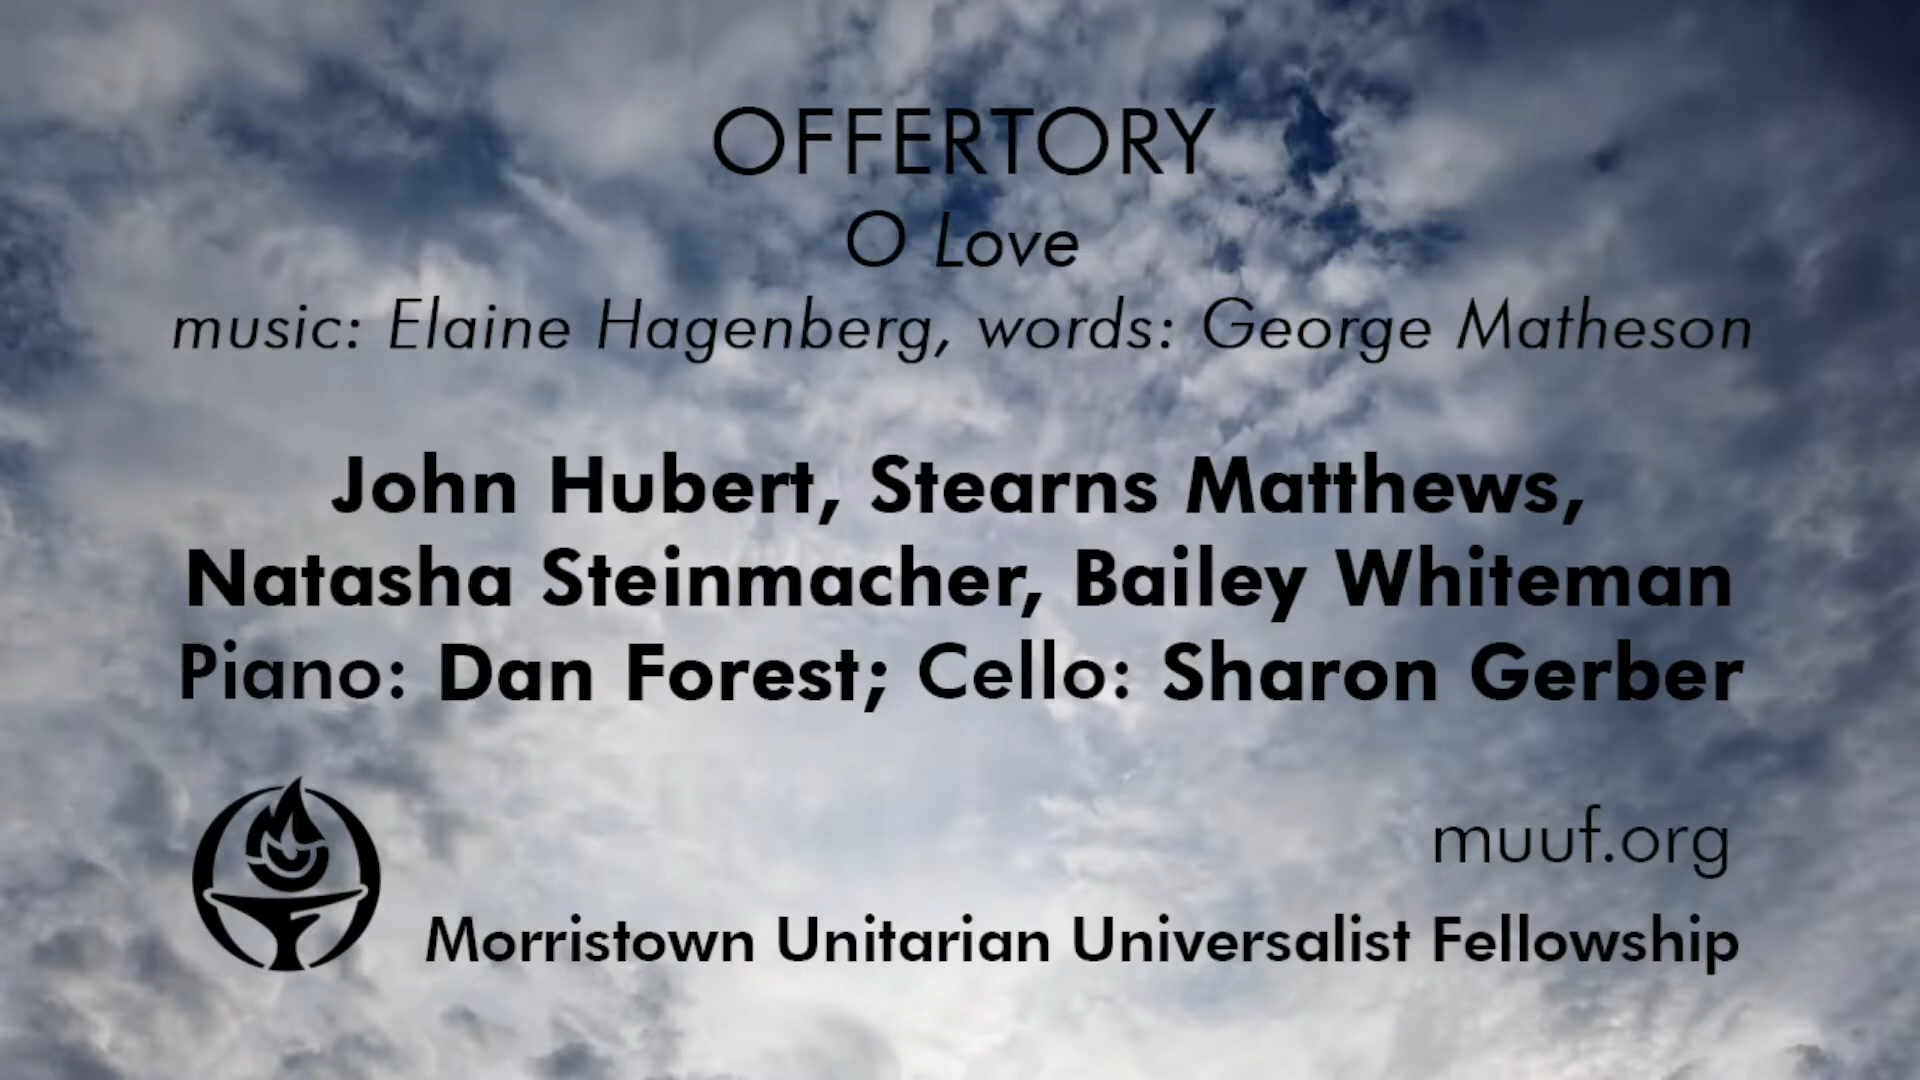 OFFERTORY
O Love
music: Elaine Hagenberg, words: George Matheson
John Hubert, Stearns Matthews,
Natasha Steinmacher, Bailey Whiteman
Piano: Dan Forest; Cello: Sharon Gerber
muuf.org
Morristown Unitarian Universalist Fellowship